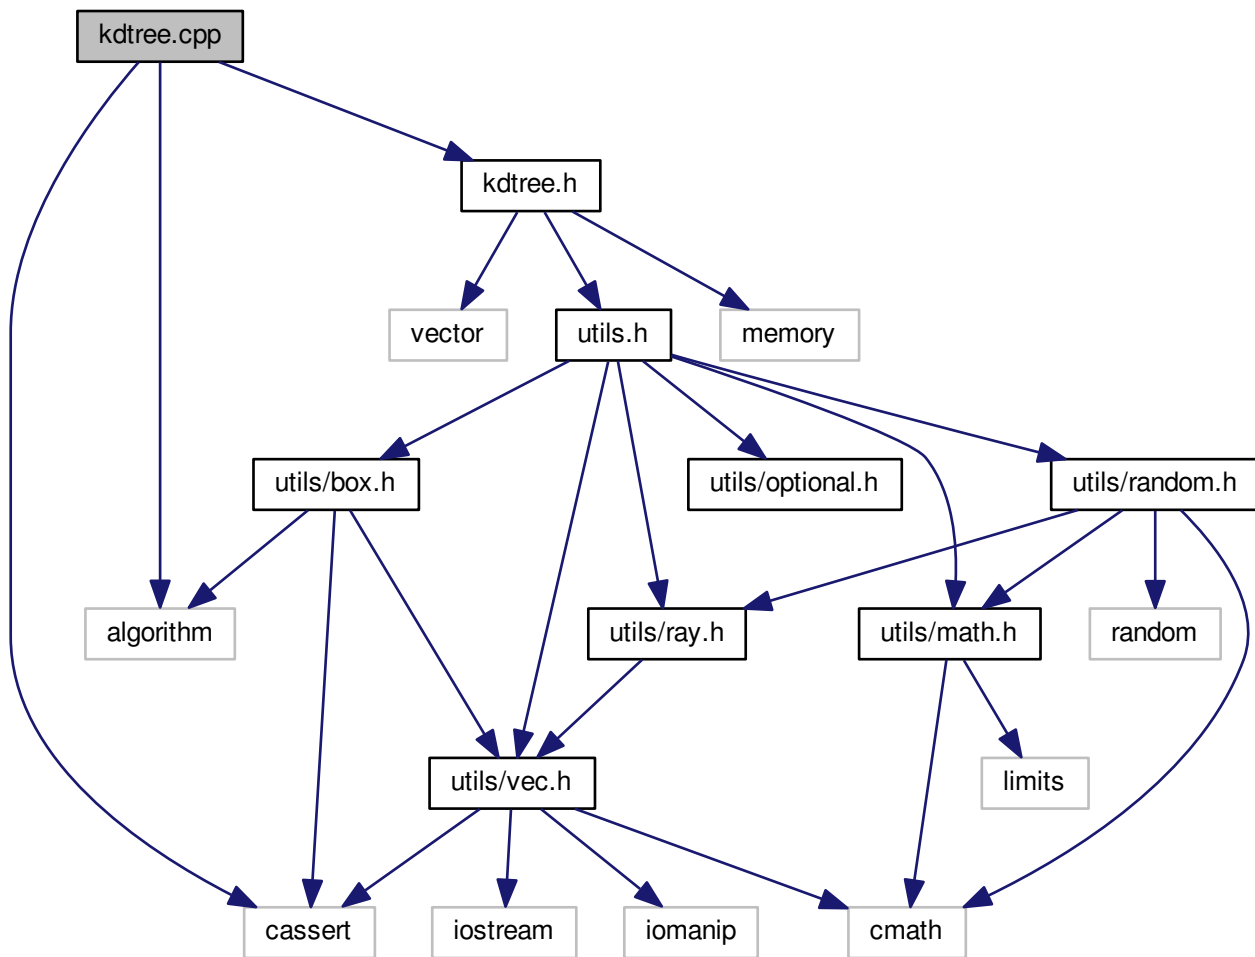 kdtree.cpp
kdtree.h
vector
utils.h
memory
utils/box.h
utils/optional.h
utils/random.h
algorithm
utils/ray.h
utils/math.h
random
utils/vec.h
limits
cassert
iostream
iomanip
cmath